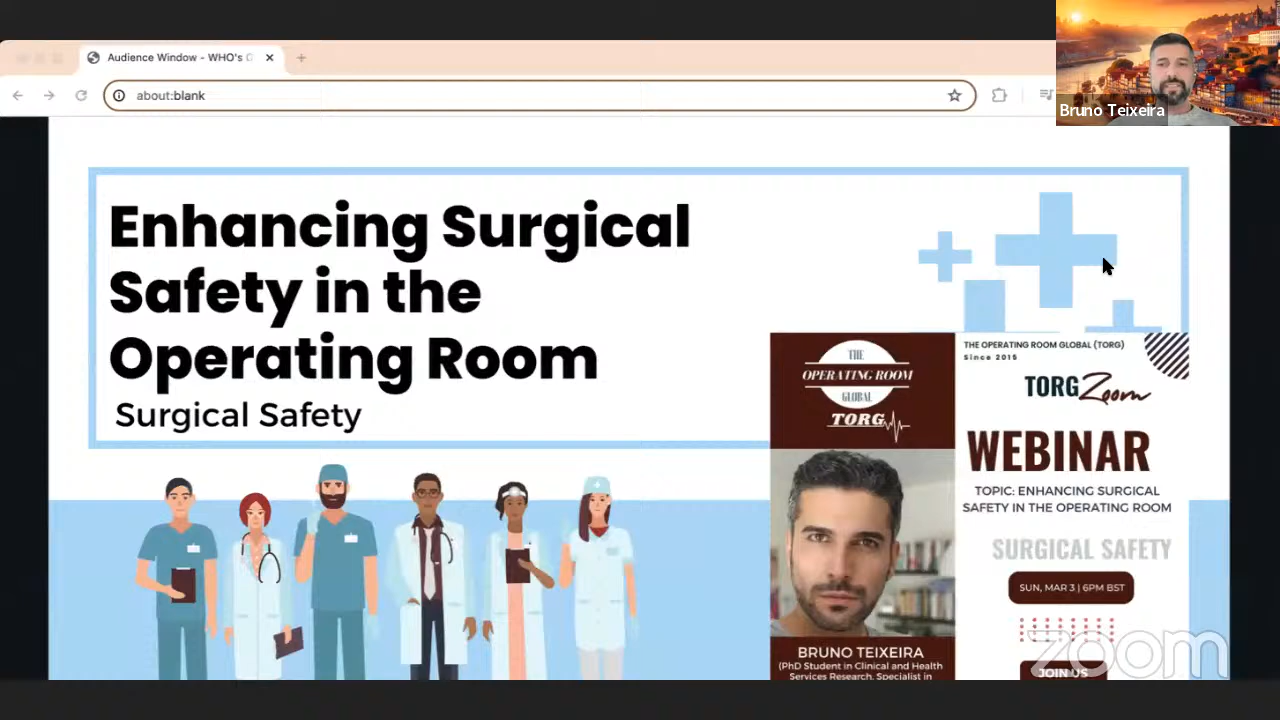 Audience Window - WHO's
about:blank
Bruno Teixeira
Enhancing Surgical
Safety in the
Operating Room
Surgical Safety
THE
OPERATING ROOM
GLOBAL
TORG
THE OPERATING ROOM GLOBAL (TORG)
Since 2015
TORG Zoom
WEBINAR
TOPIC: ENHANCING SURGICAL
SAFETY IN THE OPERATING ROOM
SURGICAL SAFETY
SUN, MAR 3 | 6PM BST
BRUNO TEIXEIRA
(PhD Student in Clinical and Health
Services Research, Specialist in
JOIN US
zoom